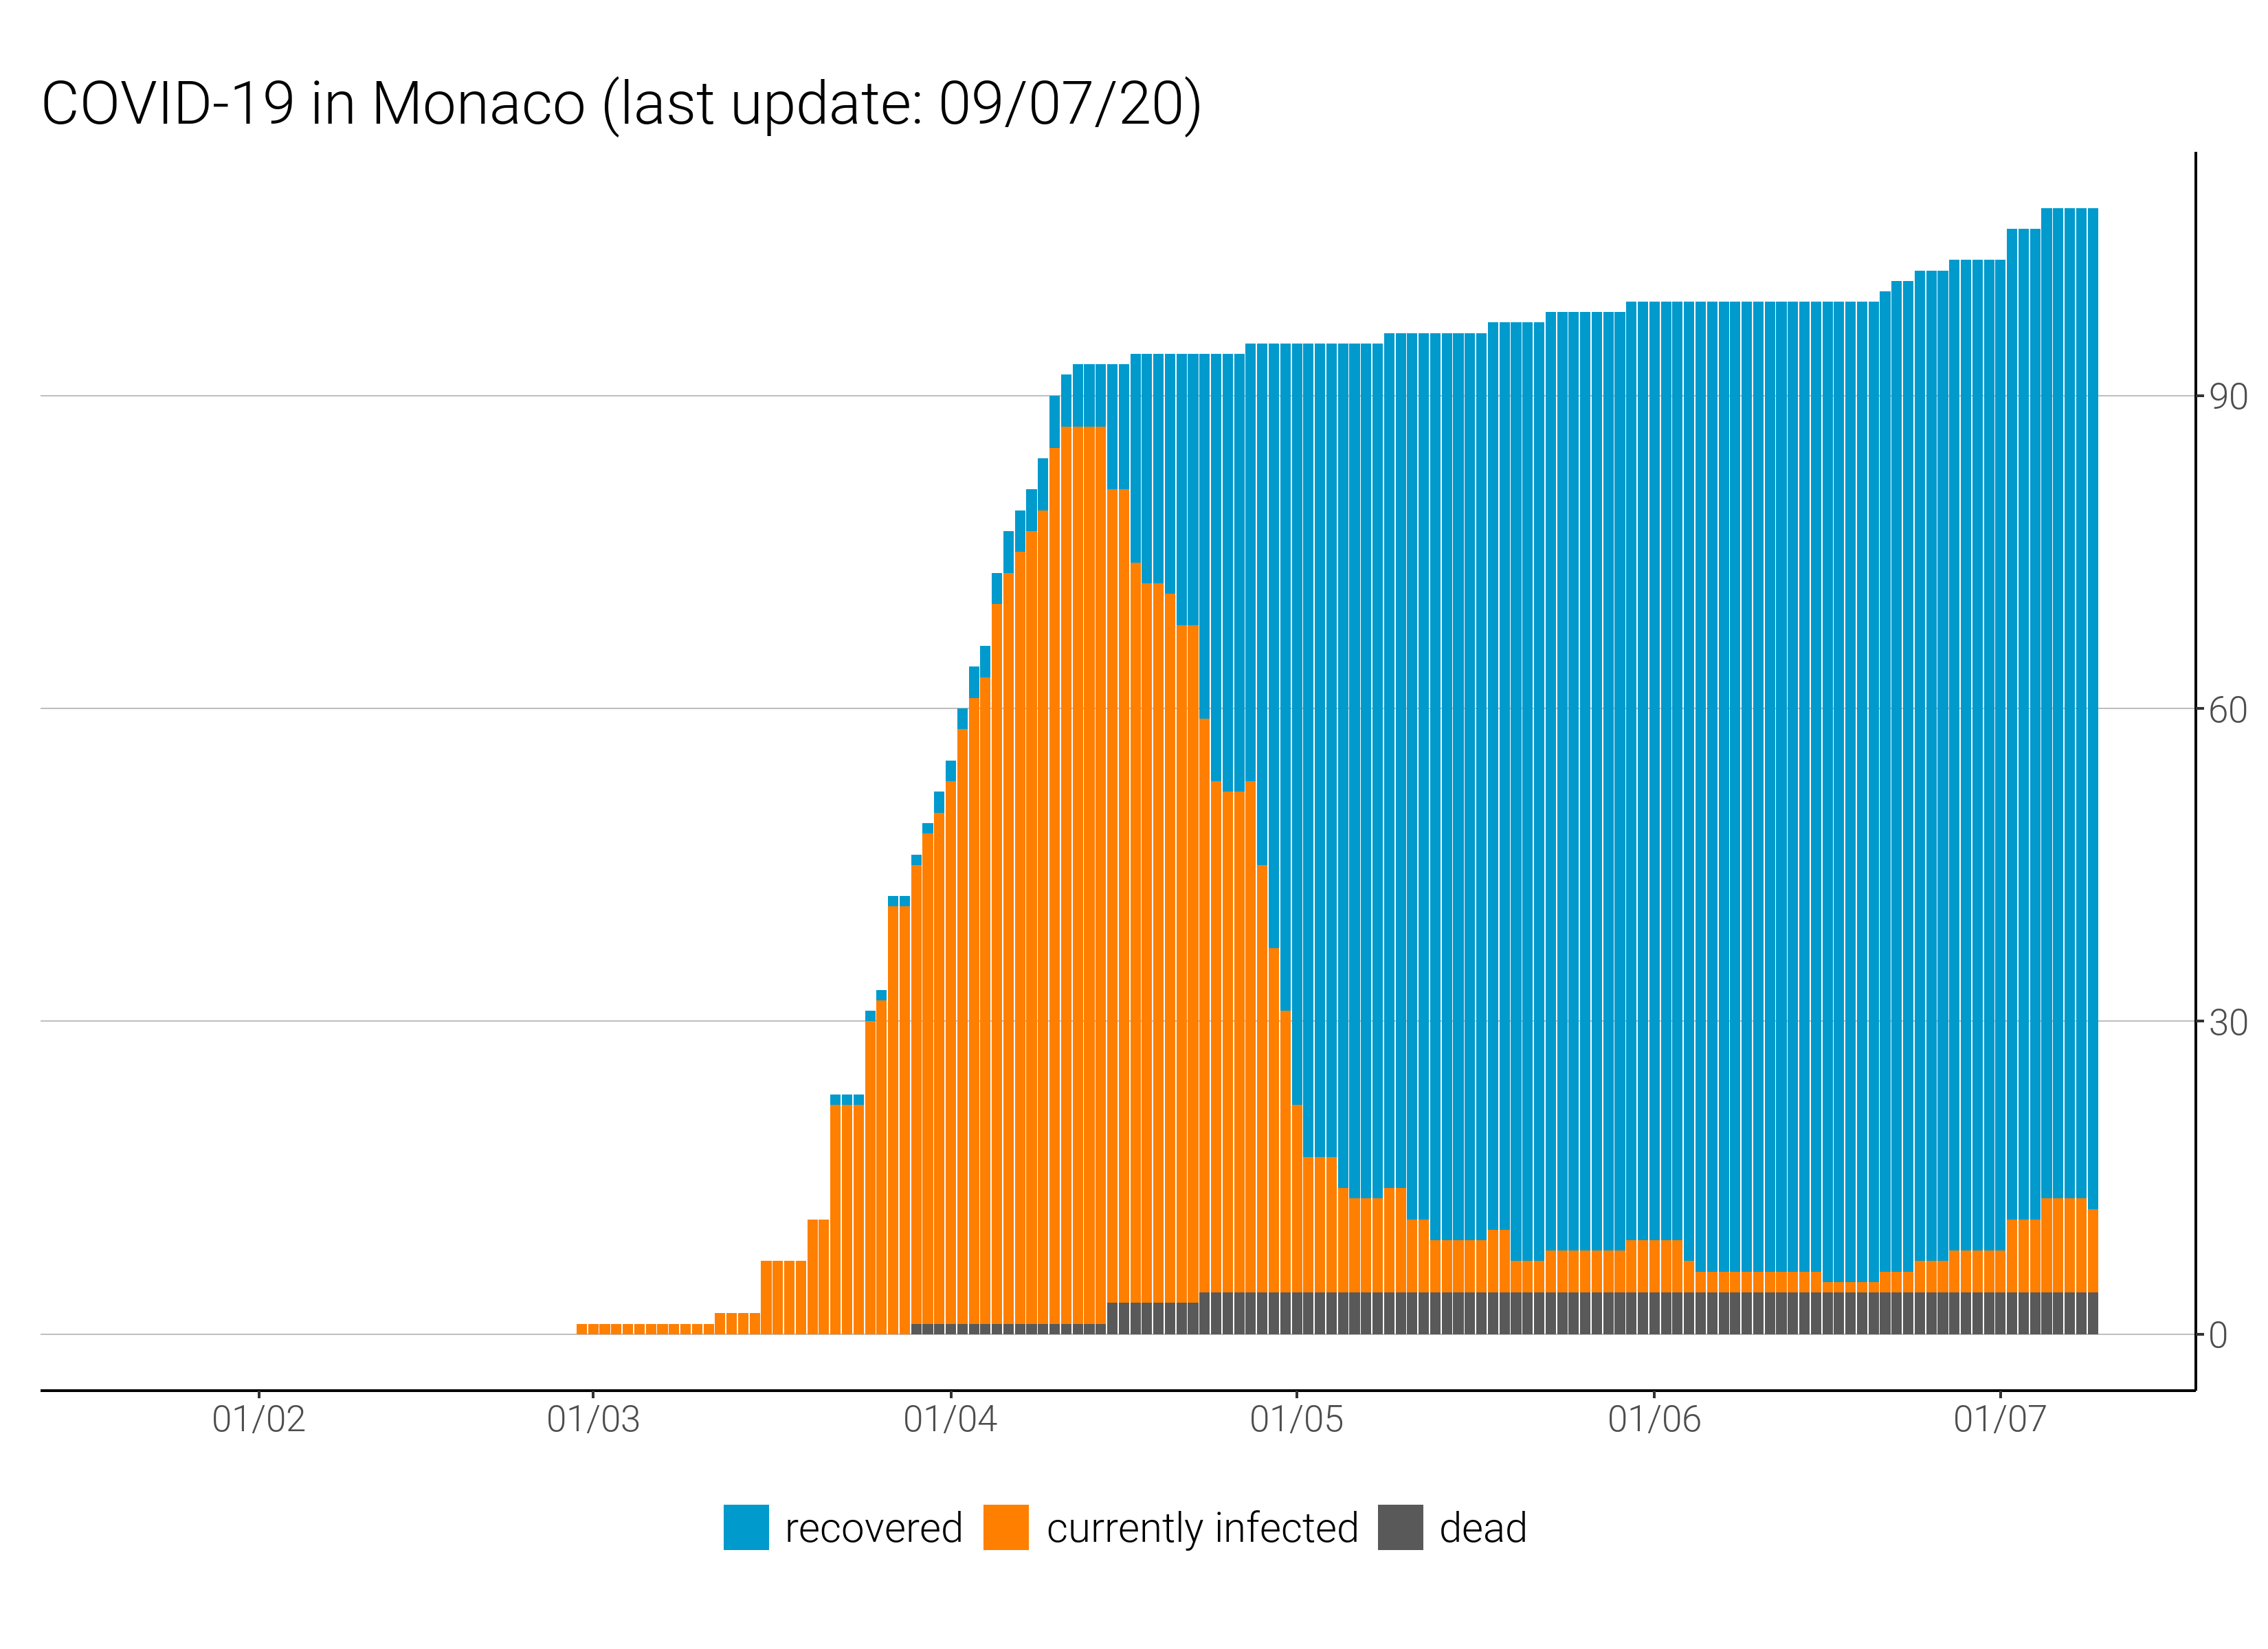 COVID-19 in Monaco (last update: 09/07/20)
90
60
30
0
01/02 01/03 01/04 01/05 01/06 01/07
recovered currently infected dead